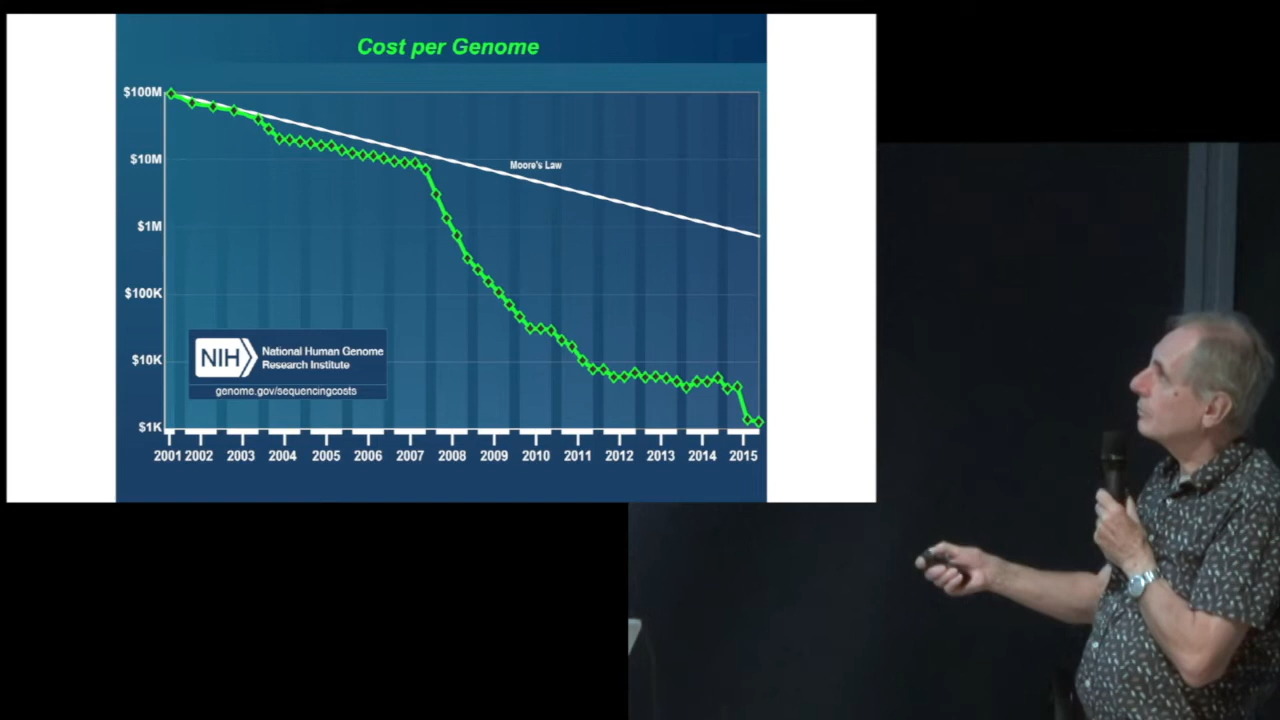 Cost per Genome
$100M
$10M
$1M
$100K
$10K
$1K
Moore's Law
NIH
National Human Genome
Research Institute
genome.gov/sequencingcosts
2001 2002 2003 2004 2005 2006 2007 2008 2009 2010 2011 2012 2013 2014 2015